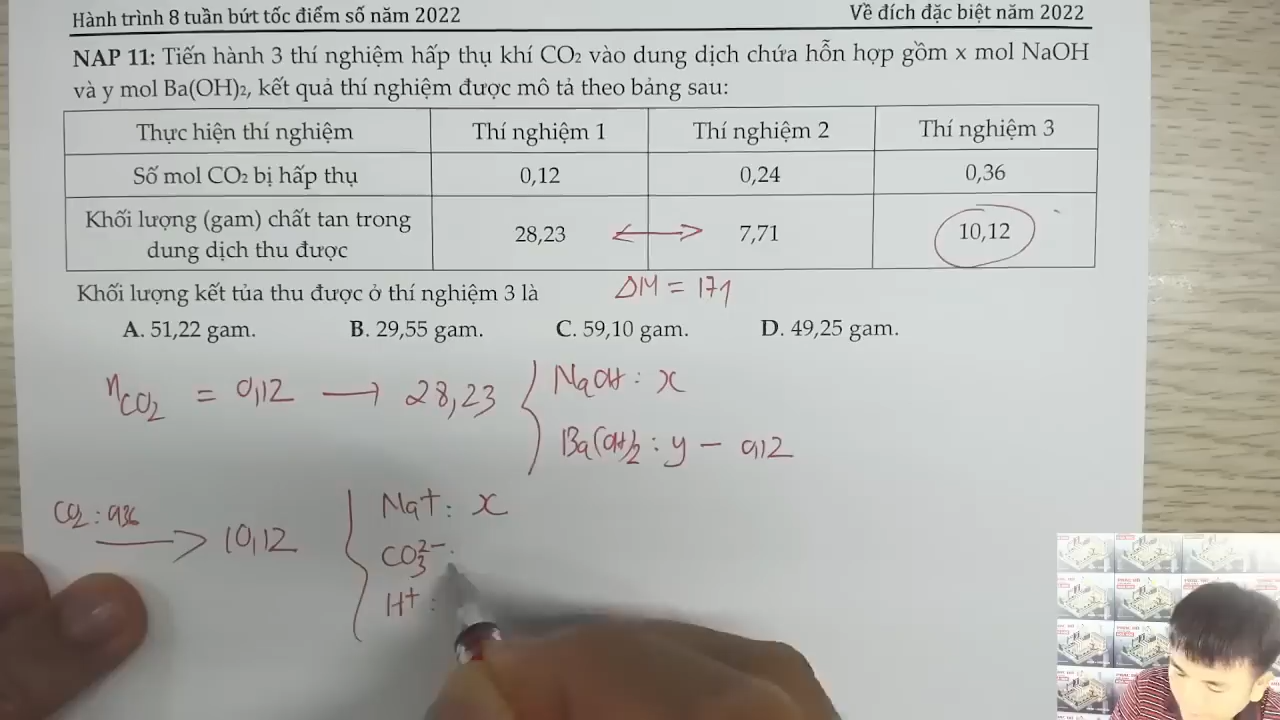 Hành trình 8 tuần bứt tốc điểm số năm 2022 Về đích đặc biệt năm 2022
NAP 11: Tiến hành 3 thí nghiệm hấp thụ khí CO₂ vào dung dịch chứa hỗn hợp gồm x mol NaOH
và y mol Ba(OH)₂, kết quả thí nghiệm được mô tả theo bảng sau:
Thực hiện thí nghiệm Thí nghiệm 1 Thí nghiệm 2 Thí nghiệm 3
Số mol CO₂ bị hấp thụ 0,12 0,24 0,36
Khối lượng (gam) chất tan trong
dung dịch thu được 28,23 7,71 10,12
Khối lượng kết tủa thu được ở thí nghiệm 3 là ΔM = 171
A. 51,22 gam. B. 29,55 gam. C. 59,10 gam. D. 49,25 gam.
nCO₂ = 0,12 → 28,23 { NaOH : x
Ba(OH)₂ : y − 0,12
CO₂ : 0,36 → 10,12 { Na⁺ : x
CO₃²⁻ :
H⁺ :